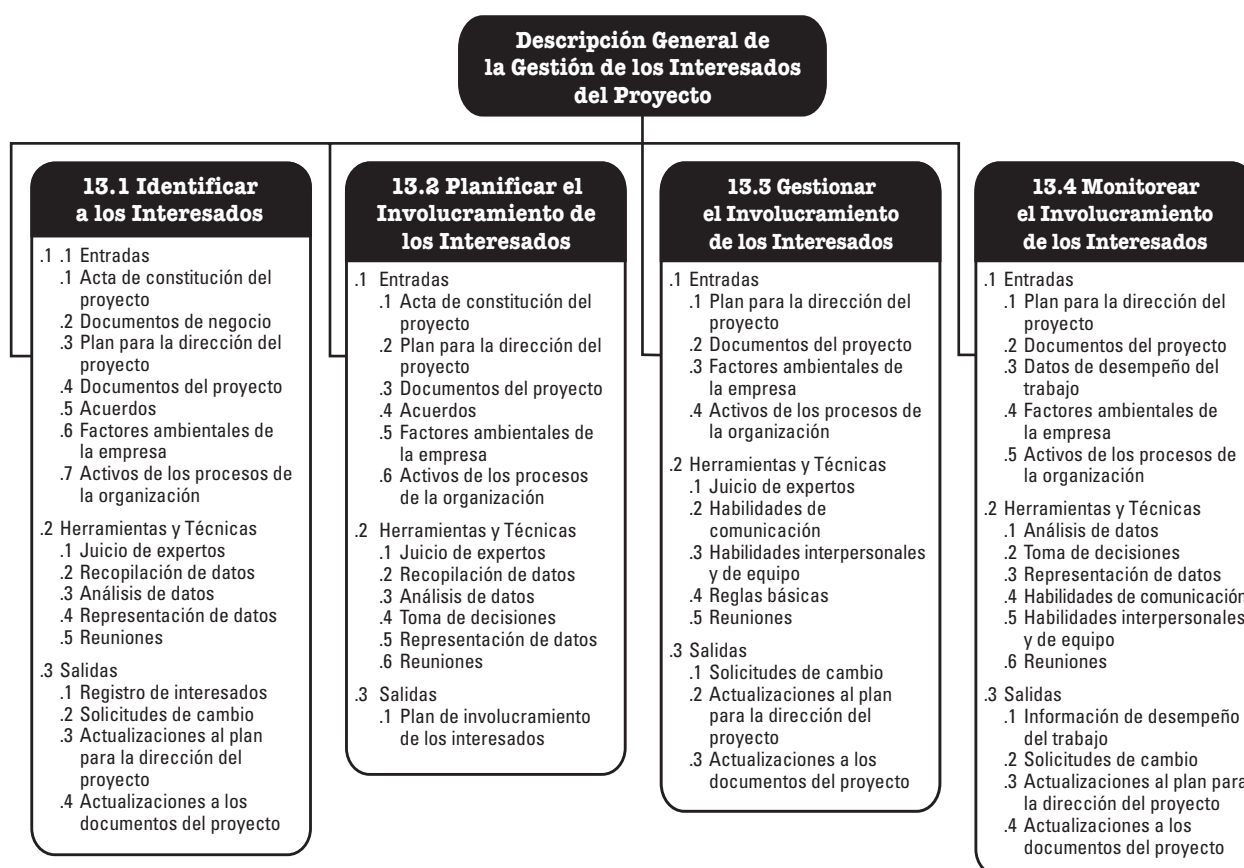 Descripción General de
la Gestión de los Interesados
del Proyecto
13.1 Identificar
a los Interesados
.1 .1 Entradas
.1 Acta de constitución del
proyecto
.2 Documentos de negocio
.3 Plan para la dirección del
proyecto
.4 Documentos del proyecto
.5 Acuerdos
.6 Factores ambientales de
la empresa
.7 Activos de los procesos de
la organización
.2 Herramientas y Técnicas
.1 Juicio de expertos
.2 Recopilación de datos
.3 Análisis de datos
.4 Representación de datos
.5 Reuniones
.3 Salidas
.1 Registro de interesados
.2 Solicitudes de cambio
.3 Actualizaciones al plan
para la dirección del
proyecto
.4 Actualizaciones a los
documentos del proyecto
13.2 Planificar el
Involucramiento de
los Interesados
.1 Entradas
.1 Acta de constitución del
proyecto
.2 Plan para la dirección del
proyecto
.3 Documentos del proyecto
.4 Acuerdos
.5 Factores ambientales de
la empresa
.6 Activos de los procesos
de la organización
.2 Herramientas y Técnicas
.1 Juicio de expertos
.2 Recopilación de datos
.3 Análisis de datos
.4 Toma de decisiones
.5 Representación de datos
.6 Reuniones
.3 Salidas
.1 Plan de involucramiento
de los interesados
13.3 Gestionar
el Involucramiento
de los Interesados
.1 Entradas
.1 Plan para la dirección del
proyecto
.2 Documentos del proyecto
.3 Factores ambientales de
la empresa
.4 Activos de los procesos de
la organización
.2 Herramientas y Técnicas
.1 Juicio de expertos
.2 Habilidades de
comunicación
.3 Habilidades interpersonales
y de equipo
.4 Reglas básicas
.5 Reuniones
.3 Salidas
.1 Solicitudes de cambio
.2 Actualizaciones al plan
para la dirección del
proyecto
.3 Actualizaciones a los
documentos del proyecto
13.4 Monitorear
el Involucramiento
de los Interesados
.1 Entradas
.1 Plan para la dirección del
proyecto
.2 Documentos del proyecto
.3 Datos de desempeño del
trabajo
.4 Factores ambientales de
la empresa
.5 Activos de los procesos de
la organización
.2 Herramientas y Técnicas
.1 Análisis de datos
.2 Toma de decisiones
.3 Representación de datos
.4 Habilidades de comunicación
.5 Habilidades interpersonales
y de equipo
.6 Reuniones
.3 Salidas
.1 Información de desempeño
del trabajo
.2 Solicitudes de cambio
.3 Actualizaciones al plan para
la dirección del proyecto
.4 Actualizaciones a los
documentos del proyecto